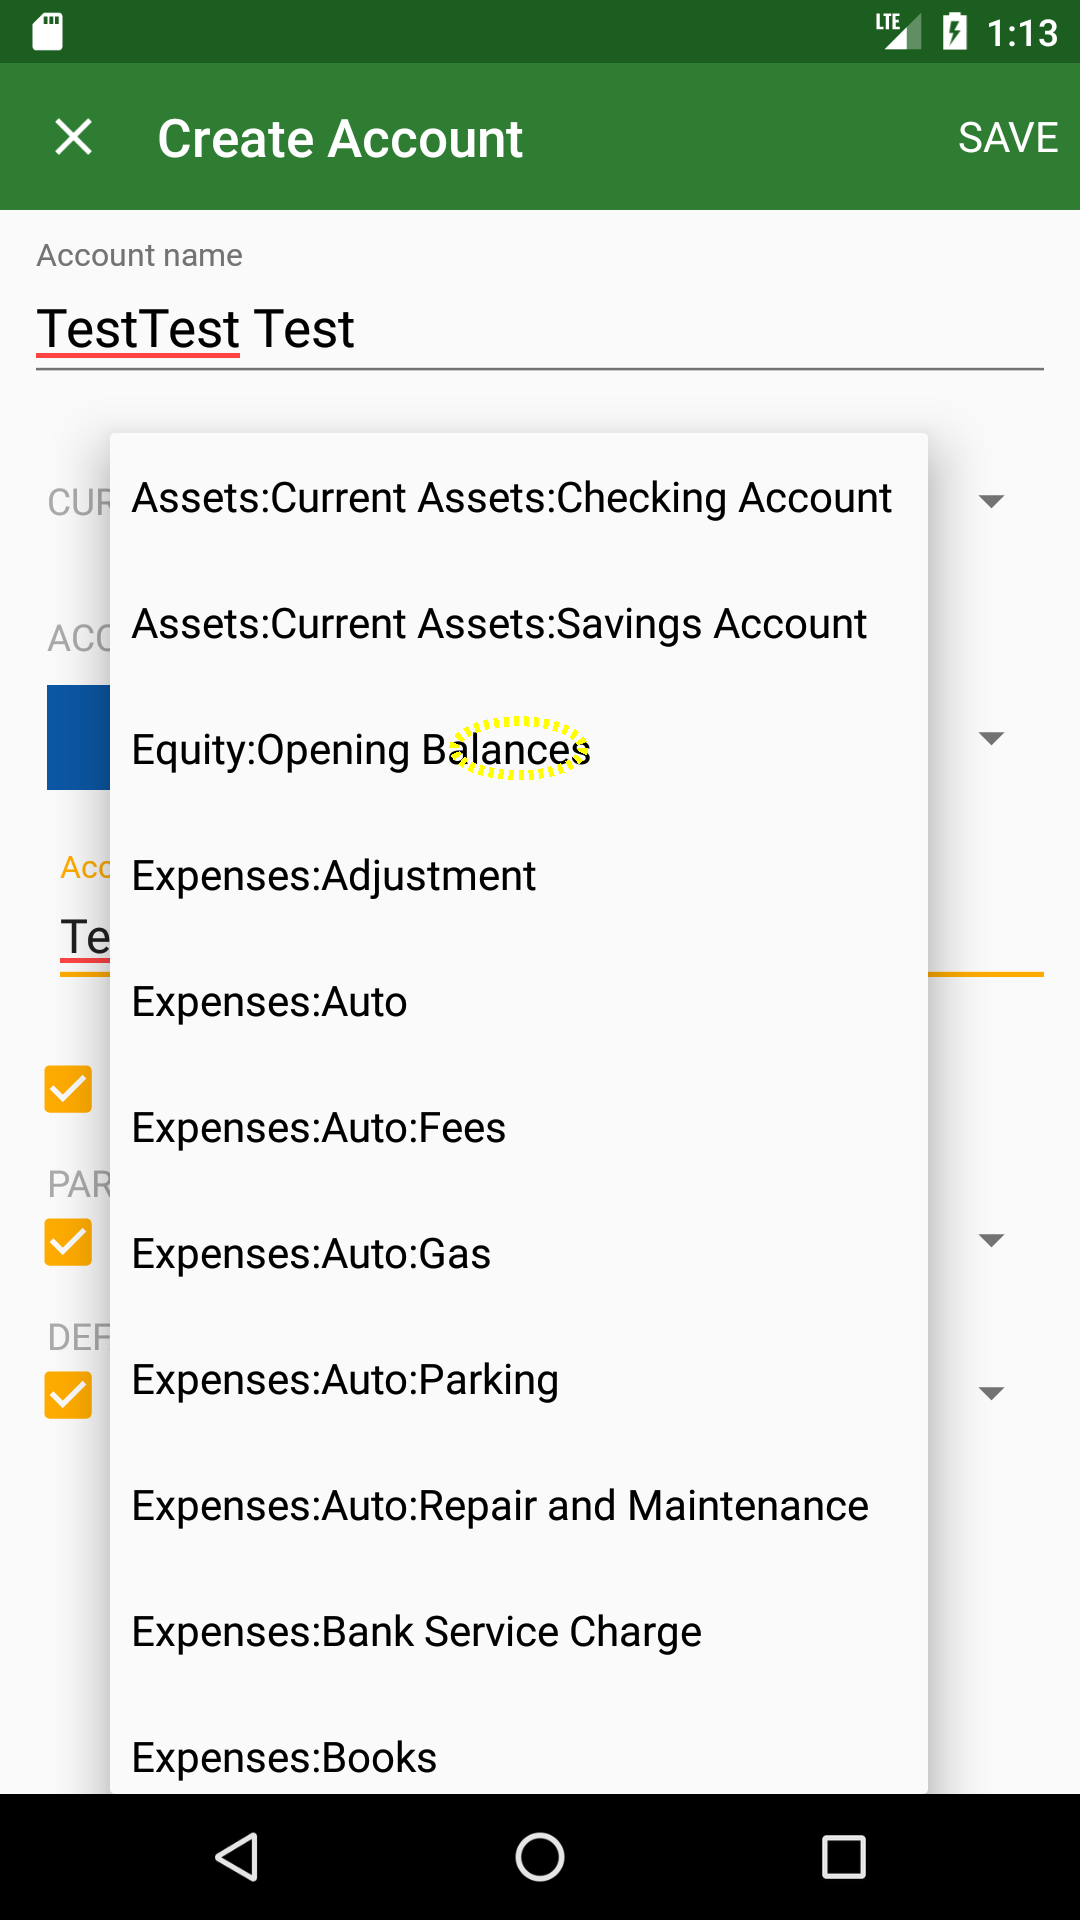 LTE 1:13
Create Account SAVE
Account name
TestTest Test
CUR
Assets:Current Assets:Checking Account
Assets:Current Assets:Savings Account
ACC
Equity:Opening Balances
Acc
Expenses:Adjustment
Te
Expenses:Auto
Expenses:Auto:Fees
PAR
Expenses:Auto:Gas
DEF
Expenses:Auto:Parking
Expenses:Auto:Repair and Maintenance
Expenses:Bank Service Charge
Expenses:Books